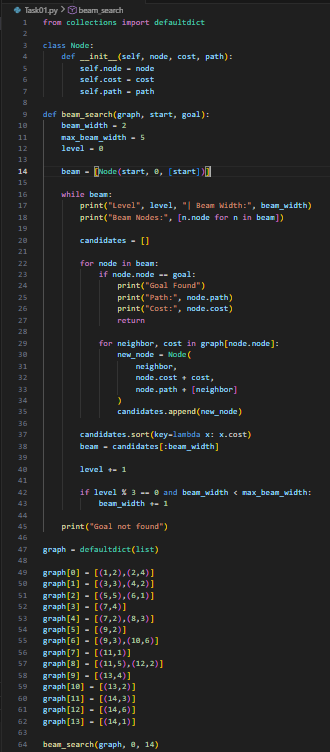 Task01.py > beam_search
1 from collections import defaultdict
2
3 class Node:
4     def __init__(self, node, cost, path):
5         self.node = node
6         self.cost = cost
7         self.path = path
8
9 def beam_search(graph, start, goal):
10     beam_width = 2
11     max_beam_width = 5
12     level = 0
13
14     beam = [Node(start, 0, [start])]
15
16     while beam:
17         print("Level", level, "| Beam Width:", beam_width)
18         print("Beam Nodes:", [n.node for n in beam])
19
20         candidates = []
21
22         for node in beam:
23             if node.node == goal:
24                 print("Goal Found")
25                 print("Path:", node.path)
26                 print("Cost:", node.cost)
27                 return
28
29             for neighbor, cost in graph[node.node]:
30                 new_node = Node(
31                     neighbor,
32                     node.cost + cost,
33                     node.path + [neighbor]
34                 )
35                 candidates.append(new_node)
36
37         candidates.sort(key=lambda x: x.cost)
38         beam = candidates[:beam_width]
39
40         level += 1
41
42         if level % 3 == 0 and beam_width < max_beam_width:
43             beam_width += 1
44
45     print("Goal not found")
46
47 graph = defaultdict(list)
48
49 graph[0] = [(1,2),(2,4)]
50 graph[1] = [(3,3),(4,2)]
51 graph[2] = [(5,5),(6,1)]
52 graph[3] = [(7,4)]
53 graph[4] = [(7,2),(8,3)]
54 graph[5] = [(9,2)]
55 graph[6] = [(9,3),(10,6)]
56 graph[7] = [(11,1)]
57 graph[8] = [(11,5),(12,2)]
58 graph[9] = [(13,4)]
59 graph[10] = [(13,2)]
60 graph[11] = [(14,3)]
61 graph[12] = [(14,6)]
62 graph[13] = [(14,1)]
63
64 beam_search(graph, 0, 14)